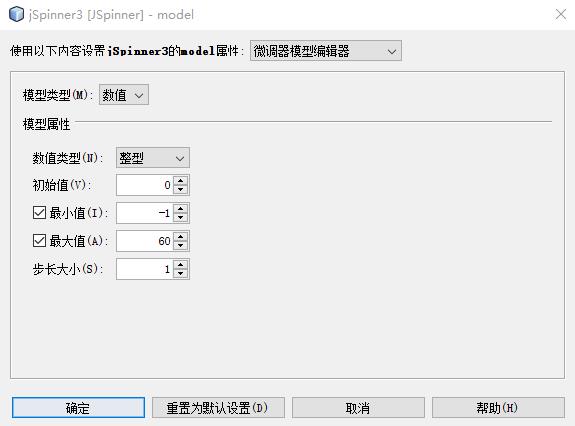 jSpinner3 [JSpinner] - model
使用以下内容设置jSpinner3的model属性: 微调器模型编辑器
模型类型(M): 数值
模型属性
数值类型(N): 整型
初始值(V): 0
最小值(I): -1
最大值(A): 60
步长大小(S): 1
确定 重置为默认设置(D) 取消 帮助(H)